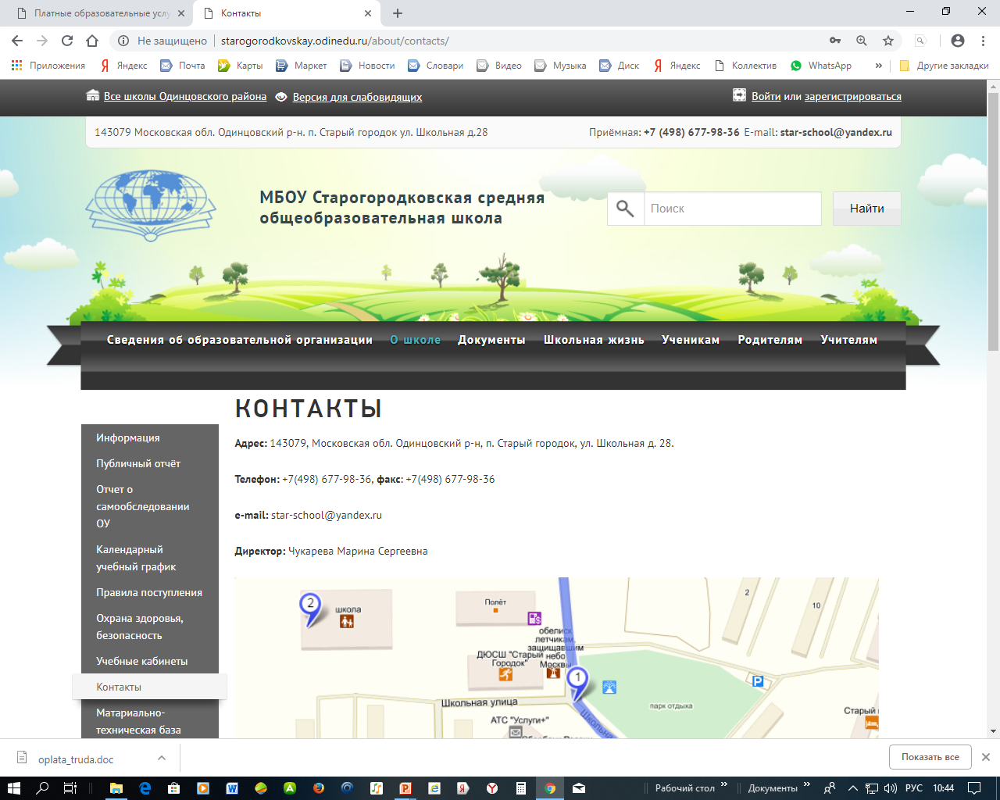 Платные образовательные услу
Контакты
Не защищено
starogorodkovskay.odinedu.ru/about/contacts/
Приложения
Яндекс
Почта
Карты
Маркет
Новости
Словари
Видео
Музыка
Диск
Яндекс
Коллектив
WhatsApp
»
Другие закладки
Все школы Одинцовского района
Версия для слабовидящих
Войти или зарегистрироваться
143079 Московская обл. Одинцовский р-н. п. Старый городок ул. Школьная д.28
Приёмная: +7 (498) 677-98-36 E-mail: star-school@yandex.ru
МБОУ Старогородковская средняя
общеобразовательная школа
Поиск
Найти
Сведения об образовательной организации
О школе
Документы
Школьная жизнь
Ученикам
Родителям
Учителям
КОНТАКТЫ
Информация
Публичный отчёт
Отчет о
самообследовании
ОУ
Календарный
учебный график
Правила поступления
Охрана здоровья,
безопасность
Учебные кабинеты
Контакты
Матариально-
техническая база
Адрес: 143079, Московская обл. Одинцовский р-н, п. Старый городок, ул. Школьная д. 28.
Телефон: +7(498) 677-98-36, факс: +7(498) 677-98-36
e-mail: star-school@yandex.ru
Директор: Чукарева Марина Сергеевна
2
школа
Полёт
2
10
обелиск
летчикам,
защищавшим
небо
Москвы
ДЮСШ "Старый
Городок"
1
Школьная улица
парк отдыха
P
АТС "Услуги+"
Школьна
Старый
oplata_truda.doc
Показать все
Рабочий стол
»
Документы
»
РУС
10:44